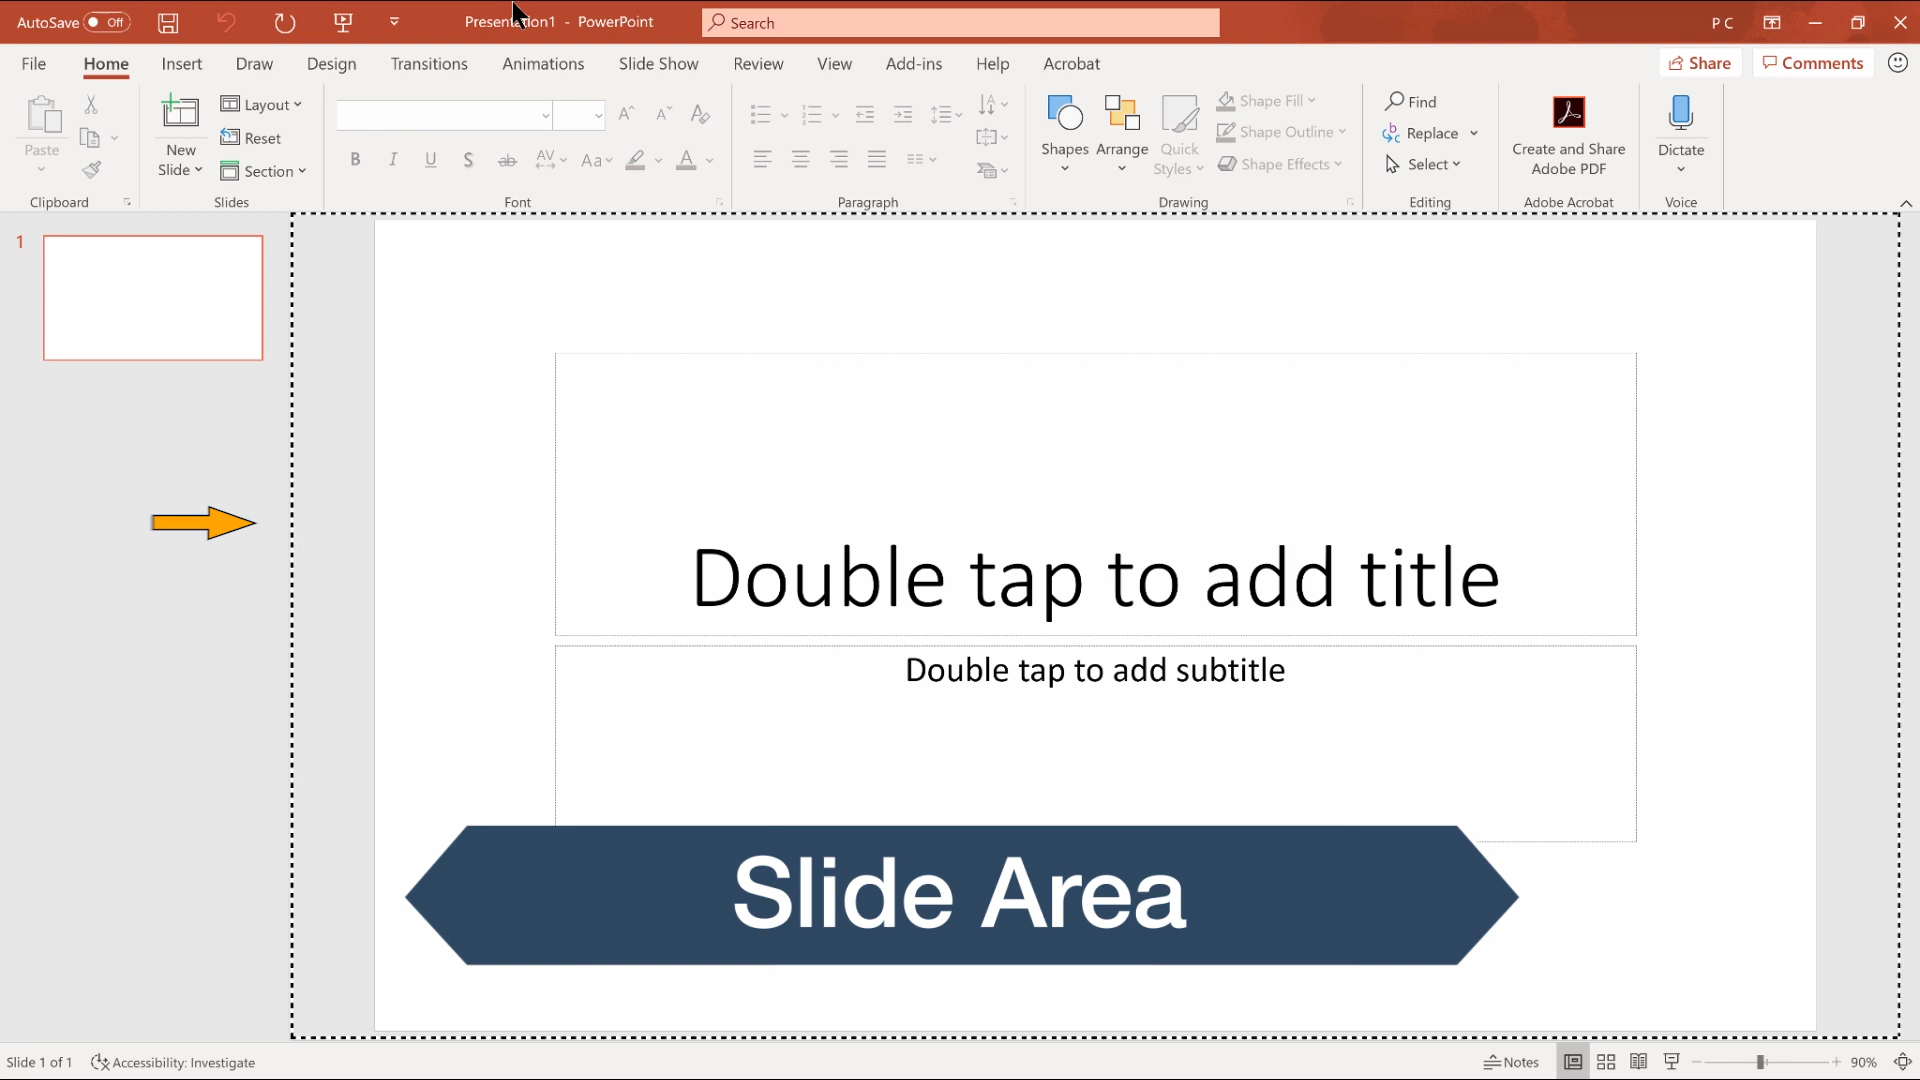 AutoSave Off
Presentation1 - PowerPoint
Search
P C
File Home Insert Draw Design Transitions Animations Slide Show Review View Add-ins Help Acrobat
Share Comments
Paste
Clipboard
New
Slide
Layout
Reset
Section
Slides
B I U S ab AV Aa A
Font
Paragraph
Shapes
Arrange
Quick
Styles
Shape Fill
Shape Outline
Shape Effects
Drawing
Find
Replace
Select
Editing
Create and Share
Adobe PDF
Adobe Acrobat
Dictate
Voice
1
Double tap to add title
Double tap to add subtitle
Slide Area
Slide 1 of 1
Accessibility: Investigate
Notes
90%